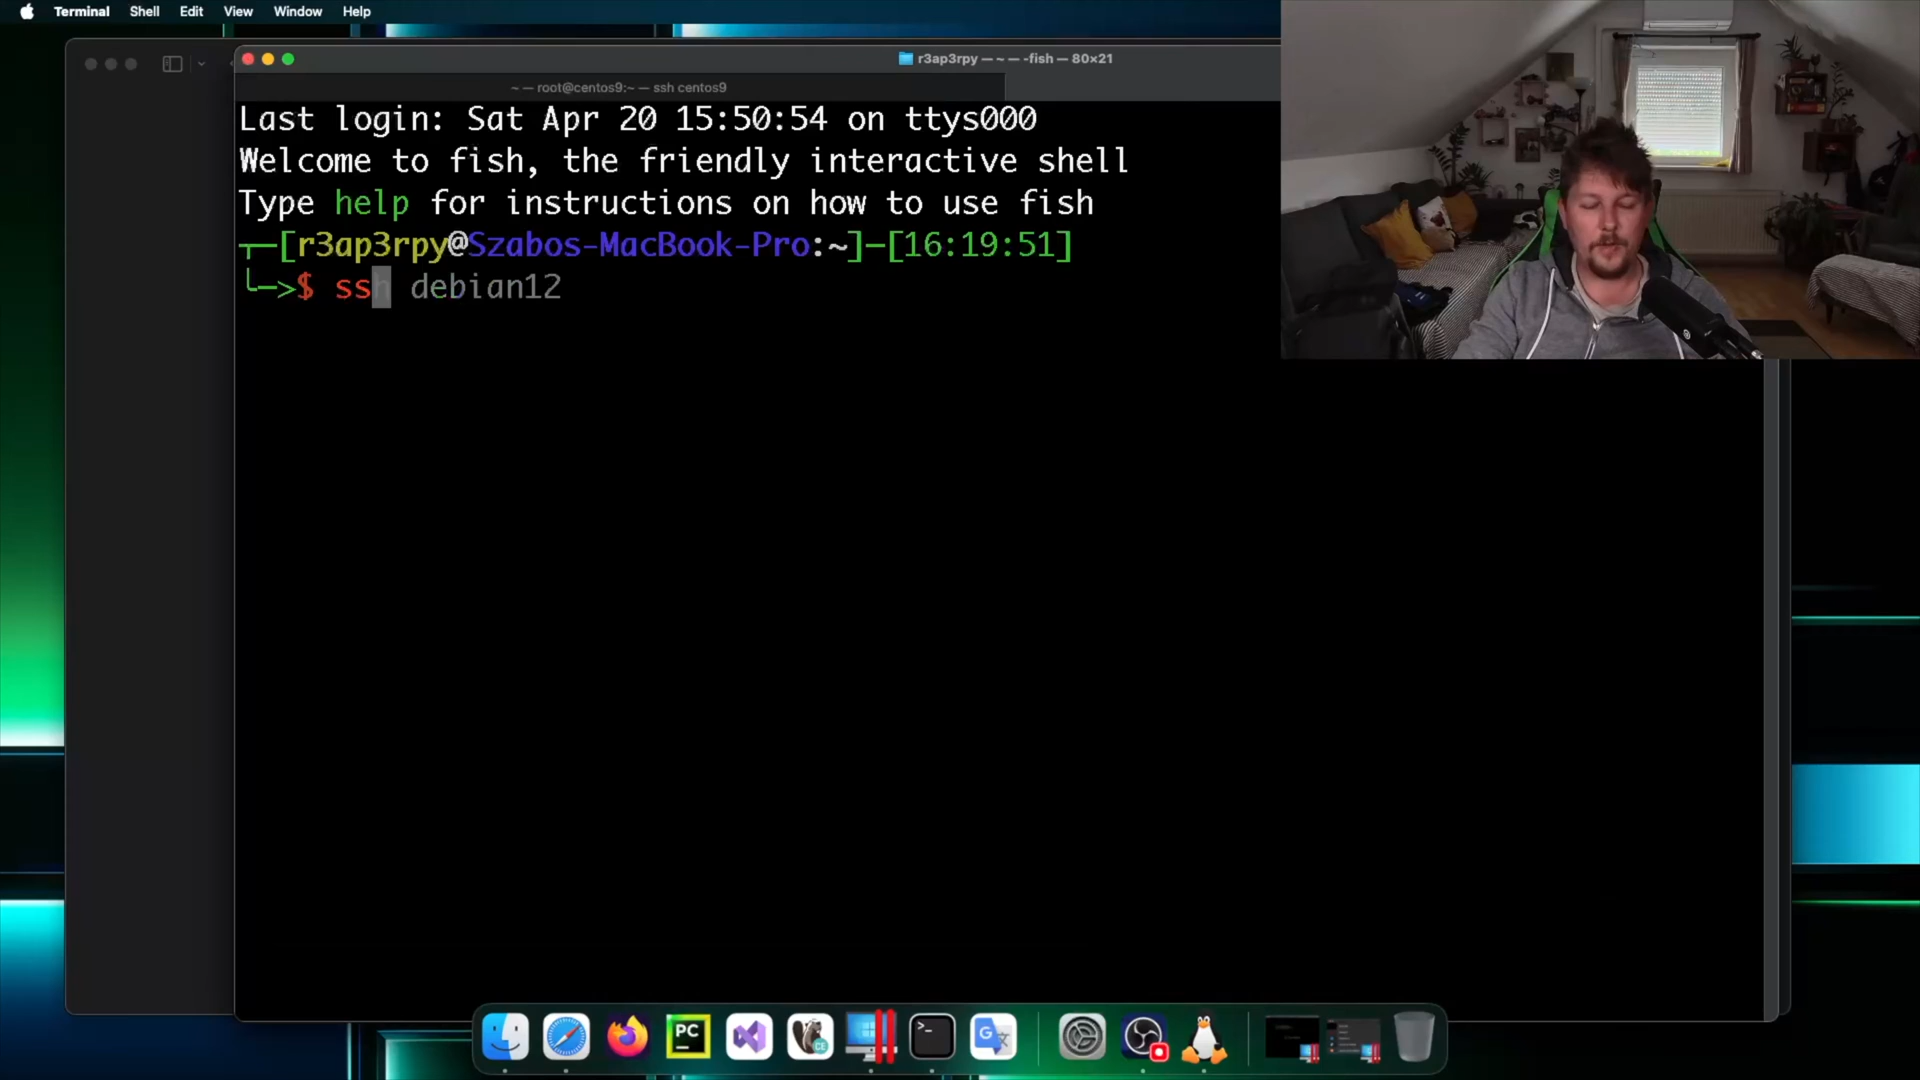 Terminal Shell Edit View Window Help
r3ap3rpy — ~ — -fish — 80×21
~ — root@centos9:~ — ssh centos9
Last login: Sat Apr 20 15:50:54 on ttys000
Welcome to fish, the friendly interactive shell
Type help for instructions on how to use fish
┬─[r3ap3rpy@Szabos-MacBook-Pro:~]─[16:19:51]
╰─>$ ssh debian12
PC
CE
G